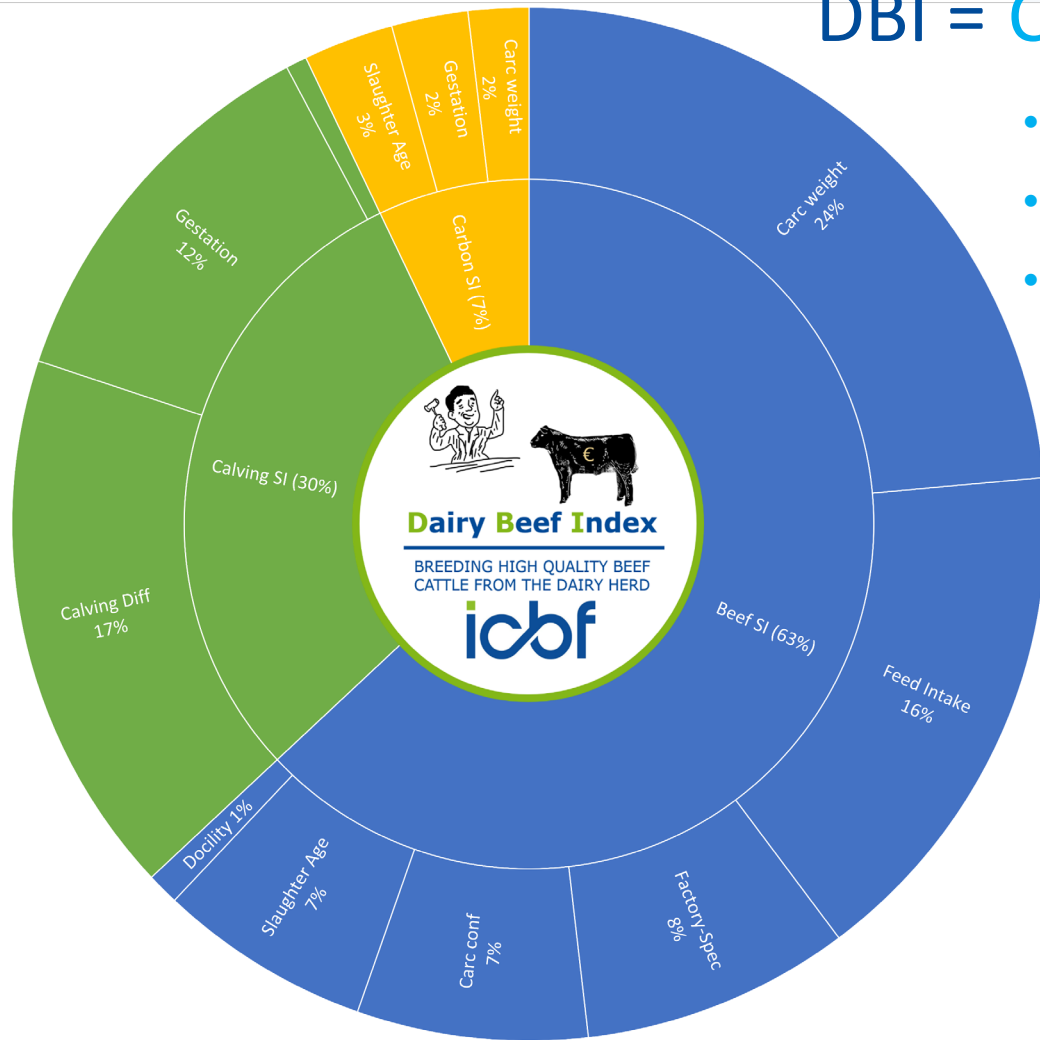 DBI =
Carc weight
2%
Gestation
2%
Slaughter Age
3%
Carbon SI (7%)
Carc weight
24%
Gestation
12%
Calving SI (30%)
Calving Diff
17%
€
Dairy Beef Index
BREEDING HIGH QUALITY BEEF
CATTLE FROM THE DAIRY HERD
icbf
Beef SI (63%)
Feed Intake
16%
Factory-Spec
8%
Carc conf
7%
Slaughter Age
7%
Docility 1%